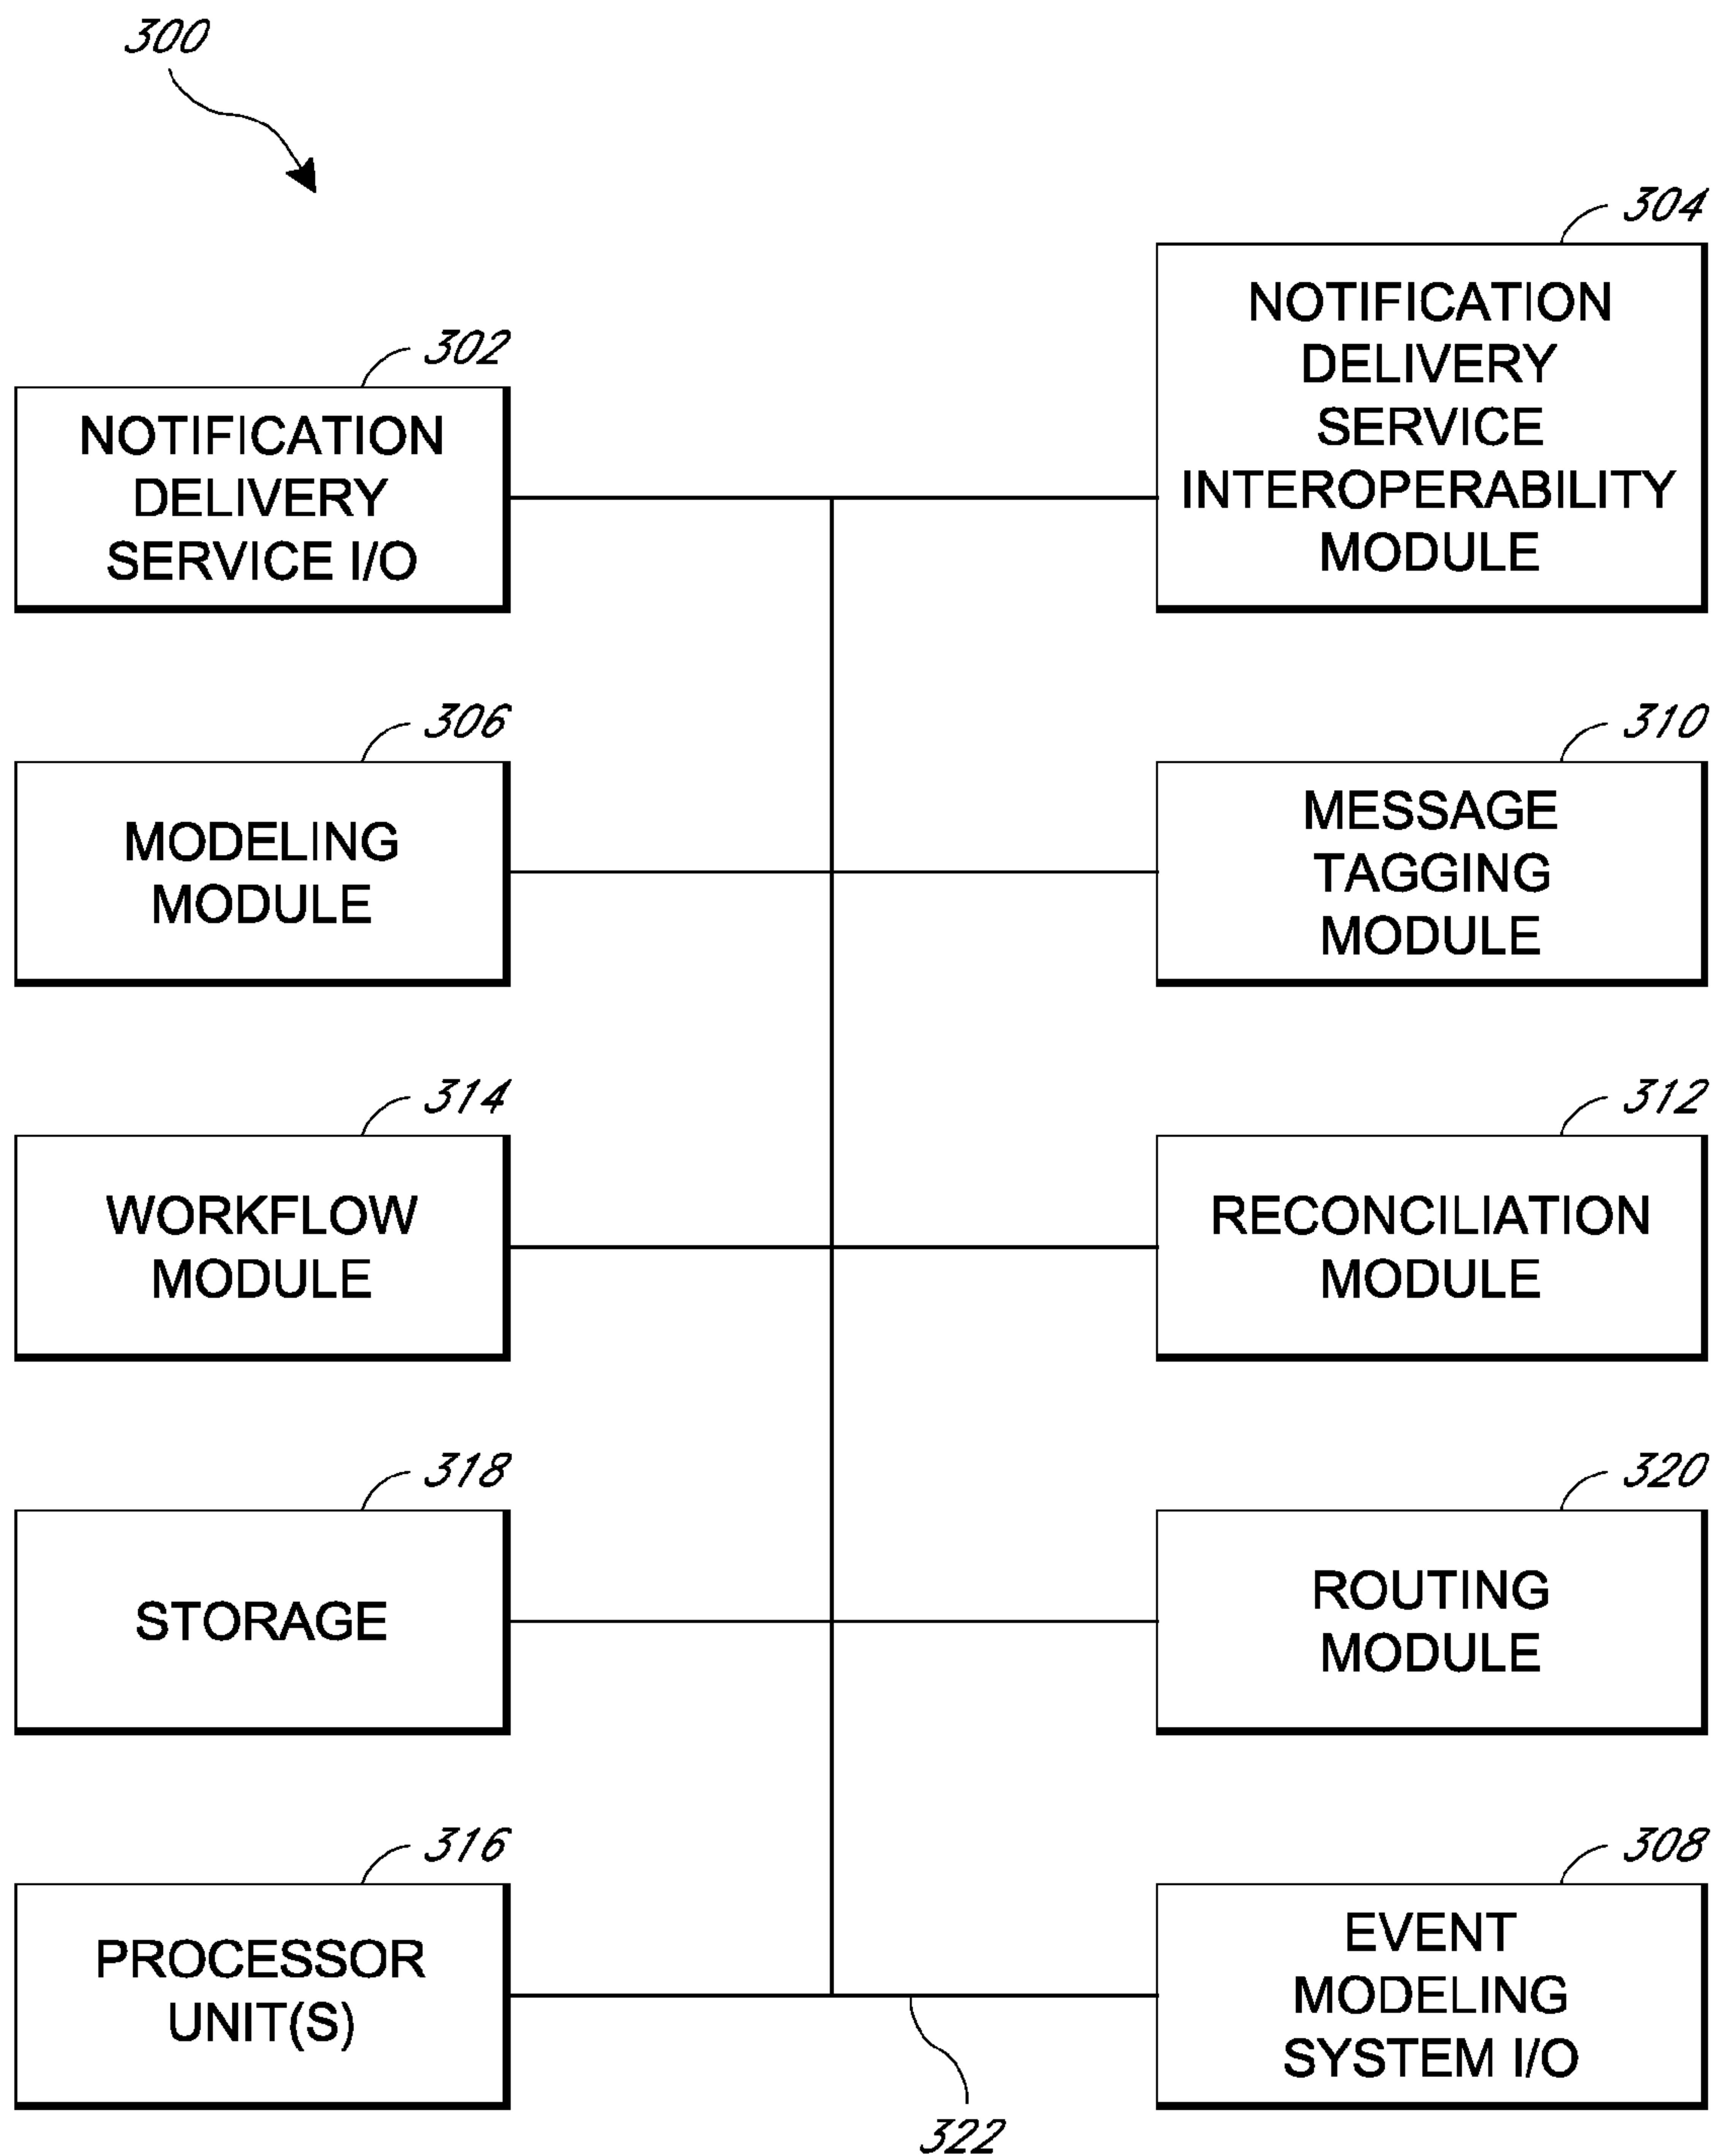 300
304
NOTIFICATION
DELIVERY
SERVICE
INTEROPERABILITY
MODULE
302
NOTIFICATION
DELIVERY
SERVICE I/O
306
MODELING
MODULE
310
MESSAGE
TAGGING
MODULE
314
WORKFLOW
MODULE
312
RECONCILIATION
MODULE
318
STORAGE
320
ROUTING
MODULE
316
PROCESSOR
UNIT(S)
308
EVENT
MODELING
SYSTEM I/O
322